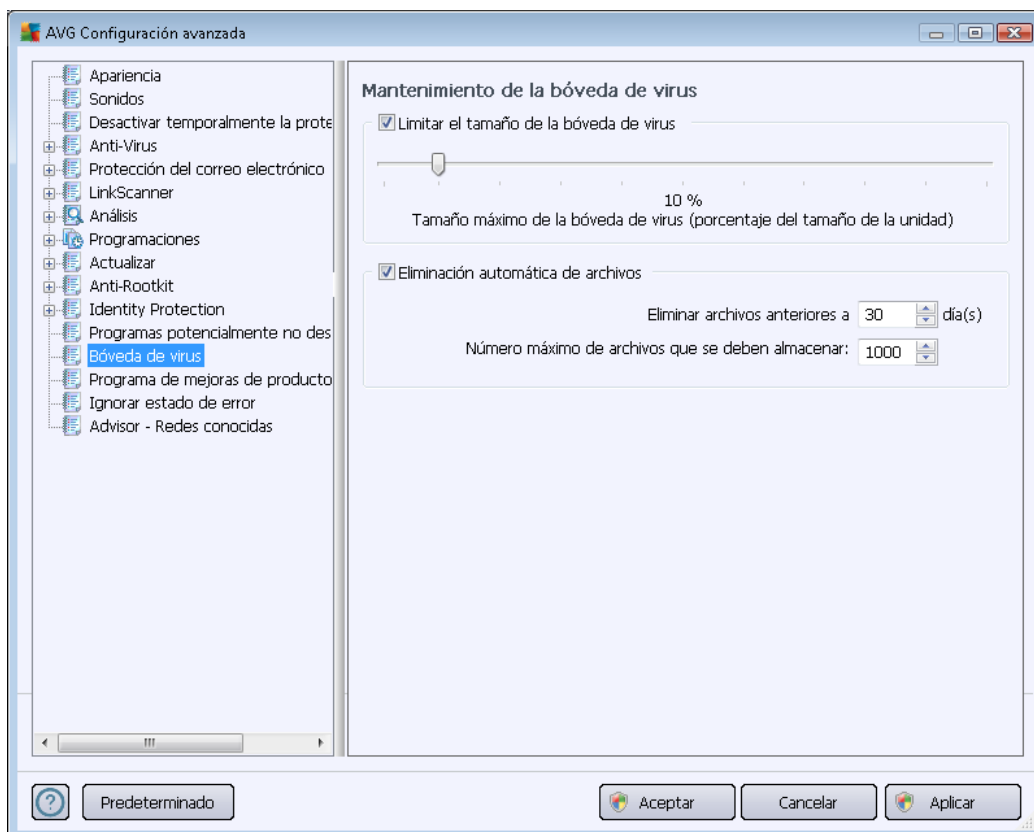 AVG Configuración avanzada
Apariencia
Sonidos
Desactivar temporalmente la prote
Anti-Virus
Protección del correo electrónico
LinkScanner
Análisis
Programaciones
Actualizar
Anti-Rootkit
Identity Protection
Programas potencialmente no des
Bóveda de virus
Programa de mejoras de producto
Ignorar estado de error
Advisor - Redes conocidas
Mantenimiento de la bóveda de virus
Limitar el tamaño de la bóveda de virus
10 %
Tamaño máximo de la bóveda de virus (porcentaje del tamaño de la unidad)
Eliminación automática de archivos
Eliminar archivos anteriores a 30 día(s)
Número máximo de archivos que se deben almacenar: 1000
? Predeterminado Aceptar Cancelar Aplicar